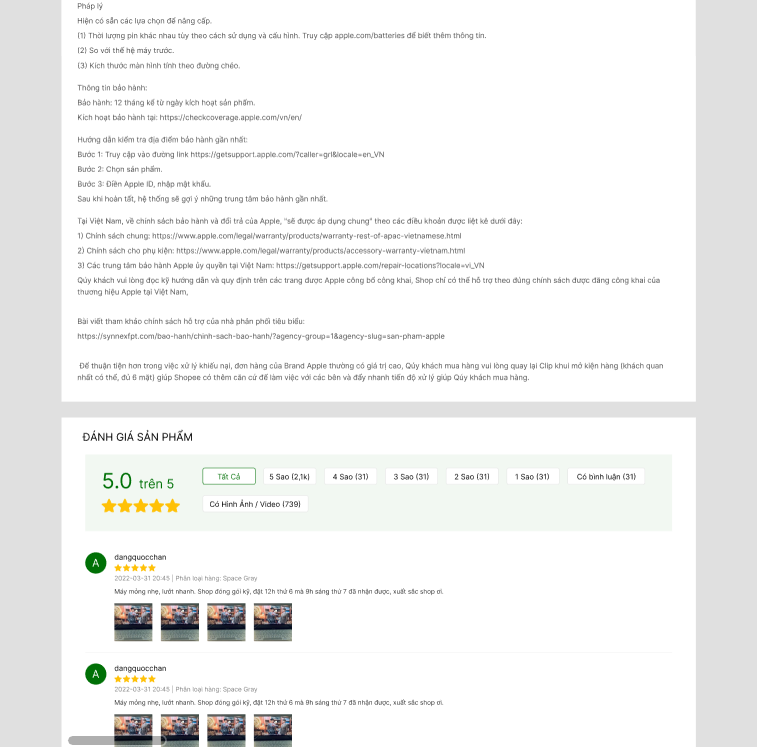 Pháp lý
Hiện có sẵn các lựa chọn để nâng cấp.
(1) Thời lượng pin khác nhau tùy theo cách sử dụng và cấu hình. Truy cập apple.com/batteries để biết thêm thông tin.
(2) So với thế hệ máy trước.
(3) Kích thước màn hình tính theo đường chéo.
Thông tin bảo hành:
Bảo hành: 12 tháng kể từ ngày kích hoạt sản phẩm.
Kích hoạt bảo hành tại: https://checkcoverage.apple.com/vn/en/
Hướng dẫn kiểm tra địa điểm bảo hành gần nhất:
Bước 1: Truy cập vào đường link https://getsupport.apple.com/?caller=grl&locale=en_VN
Bước 2: Chọn sản phẩm.
Bước 3: Điền Apple ID, nhập mật khẩu.
Sau khi hoàn tất, hệ thống sẽ gợi ý những trung tâm bảo hành gần nhất.
Tại Việt Nam, về chính sách bảo hành và đổi trả của Apple, "sẽ được áp dụng chung" theo các điều khoản được liệt kê dưới đây:
1) Chính sách chung: https://www.apple.com/legal/warranty/products/warranty-rest-of-apac-vietnamese.html
2) Chính sách cho phụ kiện: https://www.apple.com/legal/warranty/products/accessory-warranty-vietnam.html
3) Các trung tâm bảo hành Apple ủy quyền tại Việt Nam: https://getsupport.apple.com/repair-locations?locale=vi_VN
Qúy khách vui lòng đọc kỹ hướng dẫn và quy định trên các trang được Apple công bố công khai, Shop chỉ có thể hỗ trợ theo đúng chính sách được đăng công khai của
thương hiệu Apple tại Việt Nam,
Bài viết tham khảo chính sách hỗ trợ của nhà phân phối tiêu biểu:
https://synnexfpt.com/bao-hanh/chinh-sach-bao-hanh/?agency-group=1&agency-slug=san-pham-apple
Để thuận tiện hơn trong việc xử lý khiếu nại, đơn hàng của Brand Apple thường có giá trị cao, Qúy khách mua hàng vui lòng quay lại Clip khui mở kiện hàng (khách quan
nhất có thể, đủ 6 mặt) giúp Shopee có thêm căn cứ để làm việc với các bên và đẩy nhanh tiến độ xử lý giúp Qúy khách mua hàng.
ĐÁNH GIÁ SẢN PHẨM
5.0 trên 5
Tất Cả
5 Sao (2,1k)
4 Sao (31)
3 Sao (31)
2 Sao (31)
1 Sao (31)
Có bình luận (31)
Có Hình Ảnh / Video (739)
A
dangquocchan
2022-03-31 20:45 | Phân loại hàng: Space Gray
Máy mỏng nhẹ, lướt nhanh. Shop đóng gói kỹ, đặt 12h thứ 6 mà 9h sáng thứ 7 đã nhận được, xuất sắc shop ơi.
A
dangquocchan
2022-03-31 20:45 | Phân loại hàng: Space Gray
Máy mỏng nhẹ, lướt nhanh. Shop đóng gói kỹ, đặt 12h thứ 6 mà 9h sáng thứ 7 đã nhận được, xuất sắc shop ơi.